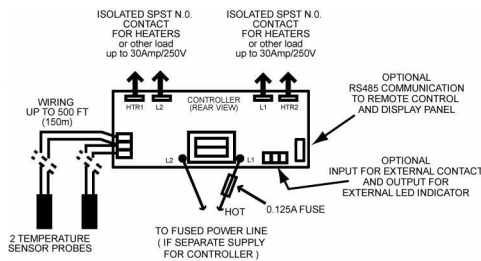 ISOLATED SPST N.0.
CONTACT
FOR HEATERS
or other load
up to 30Amp/250V
ISOLATED SPST N.0.
CONTACT
FOR HEATERS
or other load
up to 30Amp/250V
OPTIONAL
RS485 COMMUNICATION
TO REMOTE CONTROL
AND DISPLAY PANEL
WIRING
UP TO 500 FT
(150m)
HTR1
L2
CONTROLLER
(REAR VIEW)
L1
HTR2
L2
L1
OPTIONAL
INPUT FOR EXTERNAL CONTACT
AND OUTPUT FOR
EXTERNAL LED INDICATOR
HOT
0.125A FUSE
2 TEMPERATURE
SENSOR PROBES
TO FUSED POWER LINE
( IF SEPARATE SUPPLY
FOR CONTROLLER )